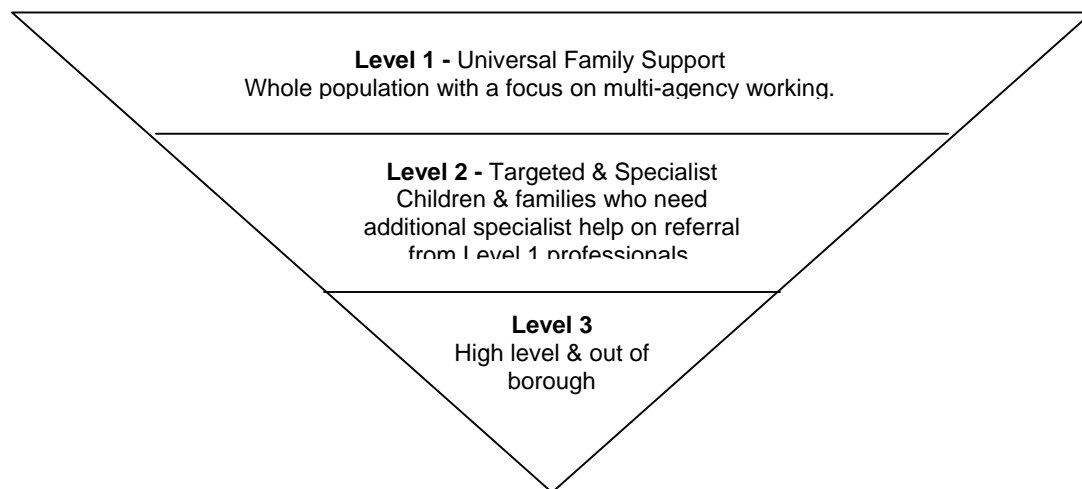 Level 1 - Universal Family Support
Whole population with a focus on multi-agency working.
Level 2 - Targeted & Specialist
Children & families who need
additional specialist help on referral
from Level 1 professionals
Level 3
High level & out of
borough